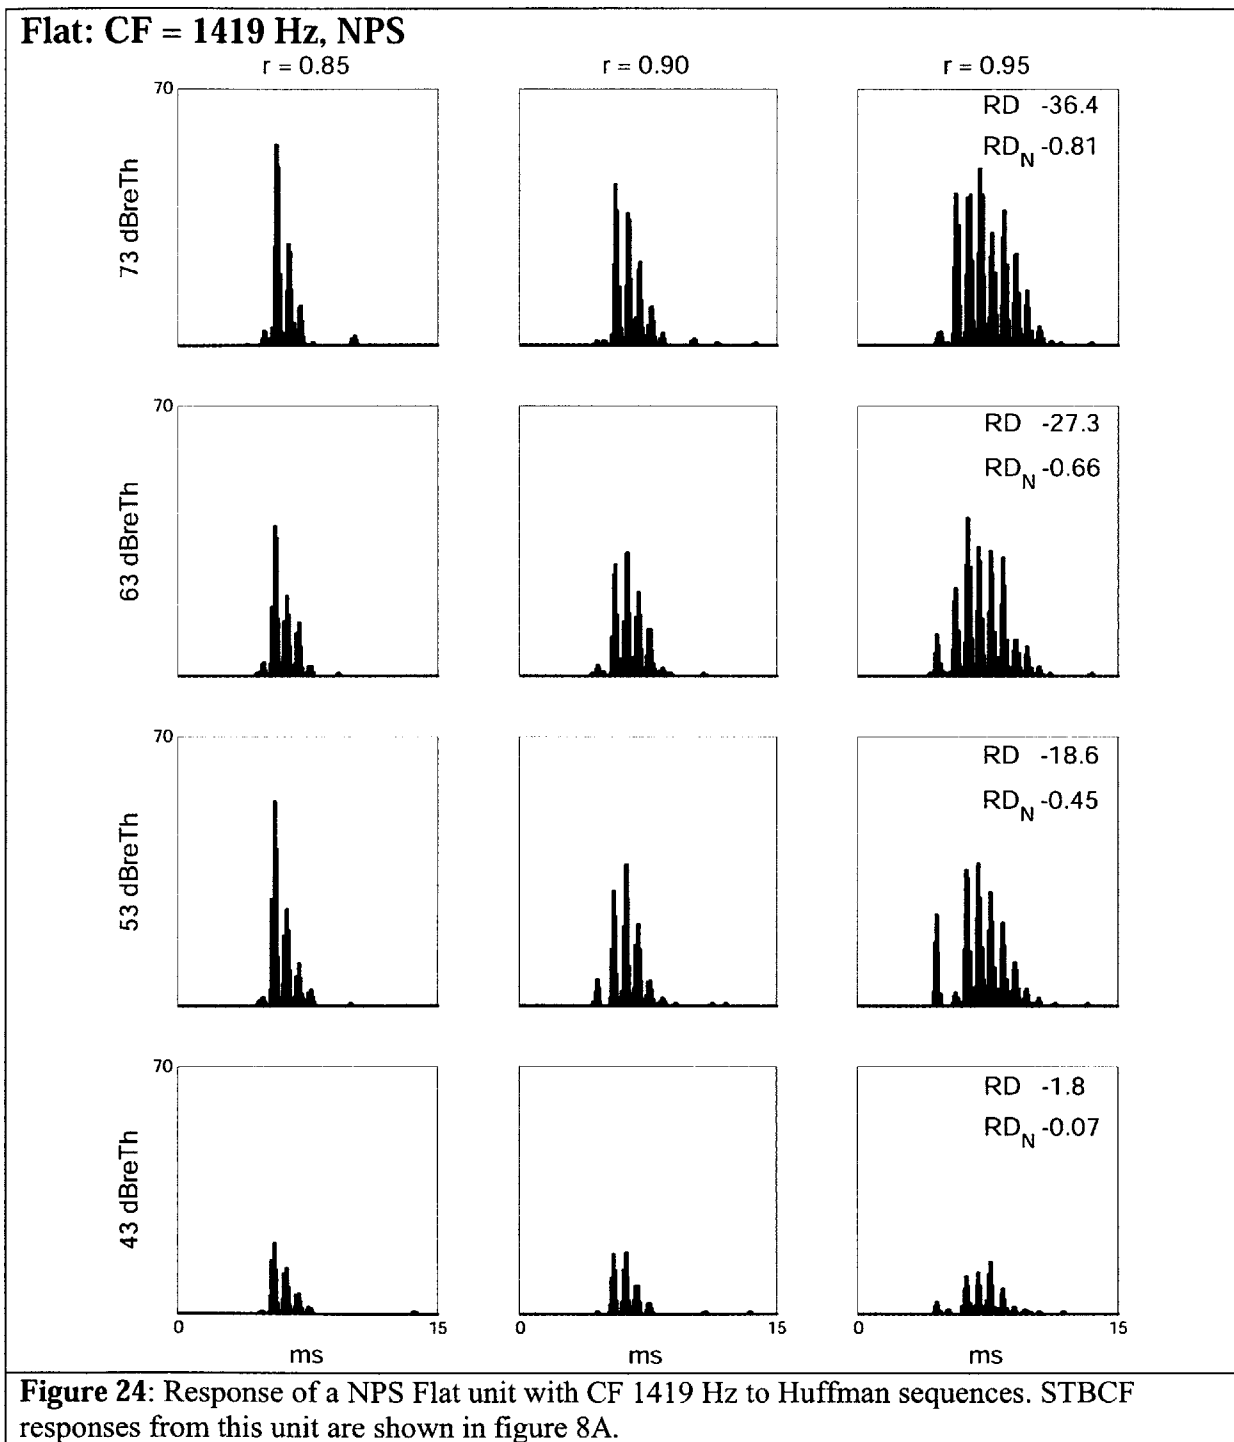 Flat: CF = 1419 Hz, NPS
r = 0.85
r = 0.90
r = 0.95
70
73 dBreTh
RD -36.4
RD_N -0.81
70
63 dBreTh
RD -27.3
RD_N -0.66
70
53 dBreTh
RD -18.6
RD_N -0.45
70
43 dBreTh
RD -1.8
RD_N -0.07
0 15 0 15 0 15
ms ms ms
Figure 24: Response of a NPS Flat unit with CF 1419 Hz to Huffman sequences. STBCF
responses from this unit are shown in figure 8A.